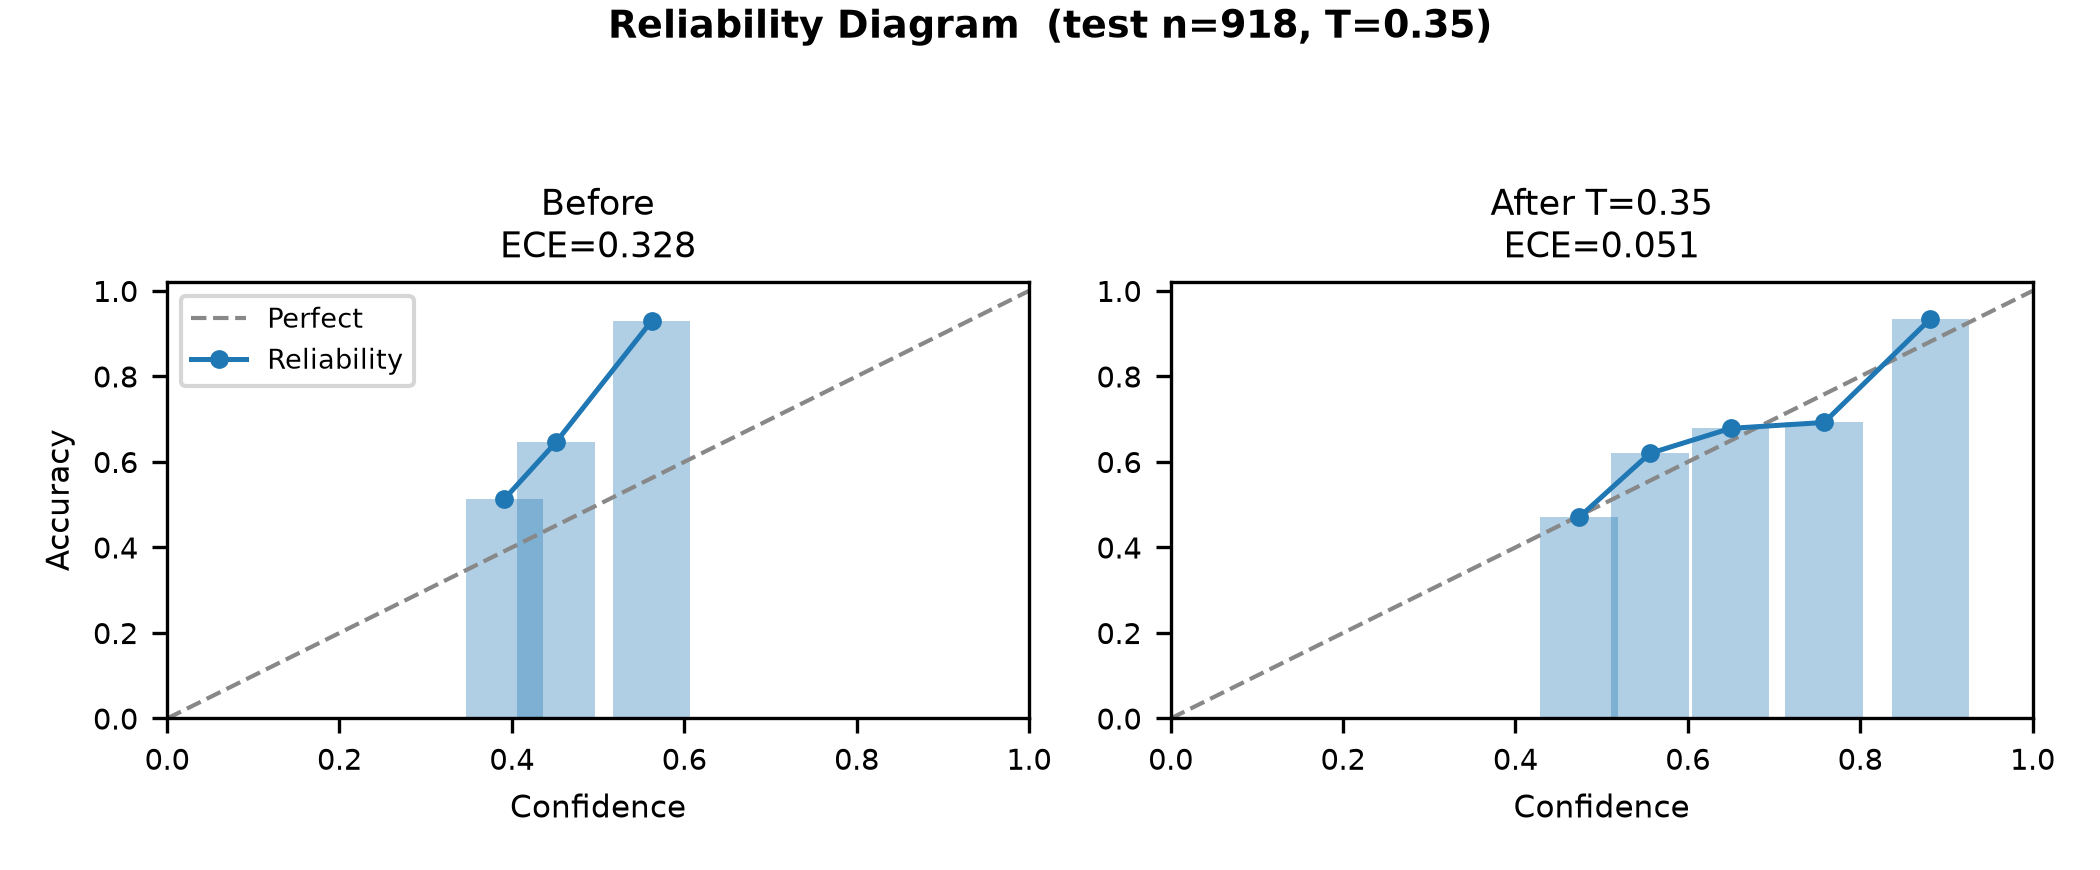 Reliability Diagram  (test n=918, T=0.35)
Before
ECE=0.328
1.0
0.8
0.6
0.4
0.2
0.0
Accuracy
Perfect
Reliability
0.0 0.2 0.4 0.6 0.8 1.0
Confidence
After T=0.35
ECE=0.051
1.0
0.8
0.6
0.4
0.2
0.0
0.0 0.2 0.4 0.6 0.8 1.0
Confidence